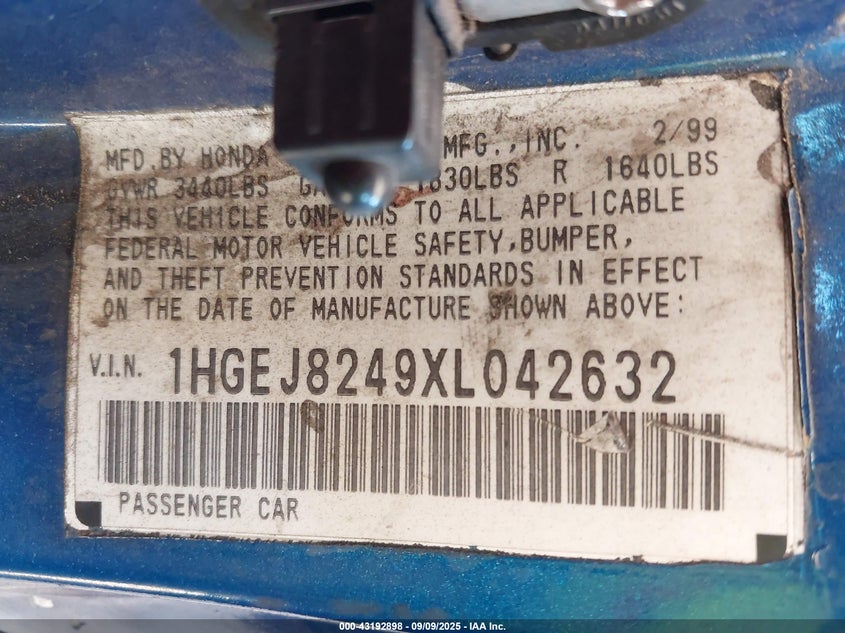 MFD BY HONDA MFG., INC. 2/99
GVWR 3440LBS 1830LBS R 1640LBS
THIS VEHICLE CONFORMS TO ALL APPLICABLE
FEDERAL MOTOR VEHICLE SAFETY, BUMPER,
AND THEFT PREVENTION STANDARDS IN EFFECT
ON THE DATE OF MANUFACTURE SHOWN ABOVE:
V.I.N. 1HGEJ8249XL042632
PASSENGER CAR
000-43192898 - 09/09/2025 - IAA Inc.